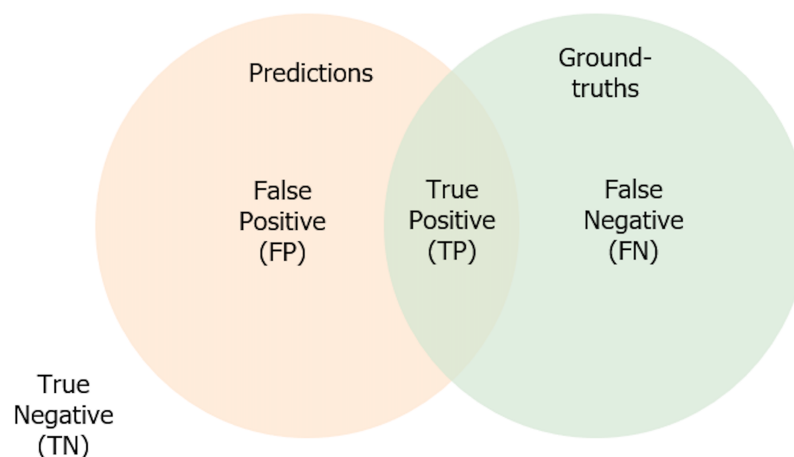 Predictions
Ground-
truths
False
Positive
(FP)
True
Positive
(TP)
False
Negative
(FN)
True
Negative
(TN)